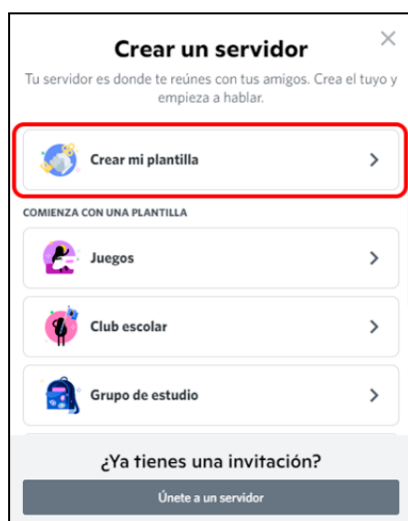 Crear un servidor
Tu servidor es donde te reúnes con tus amigos. Crea el tuyo y
empieza a hablar.
Crear mi plantilla
COMIENZA CON UNA PLANTILLA
Juegos
Club escolar
Grupo de estudio
¿Ya tienes una invitación?
Únete a un servidor